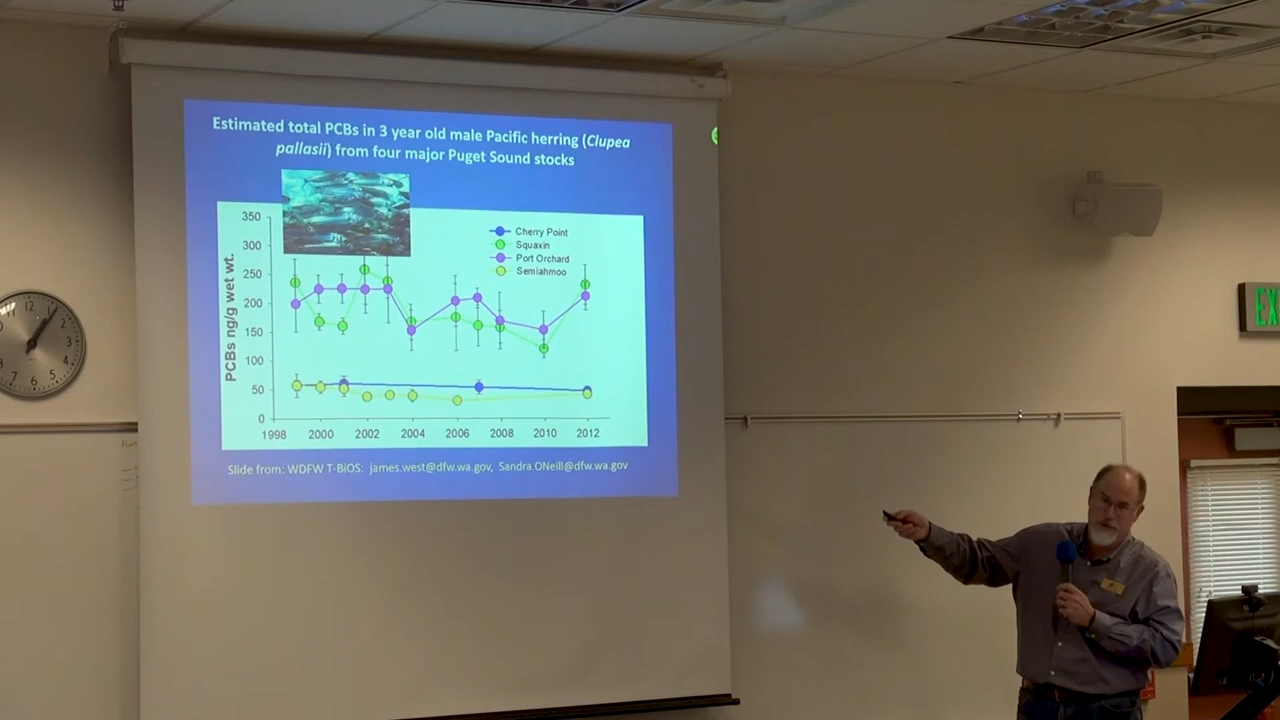 Estimated total PCBs in 3 year old male Pacific herring (Clupea
pallasii) from four major Puget Sound stocks
350
300
250
200
150
100
50
0
PCBs ng/g wet wt.
Cherry Point
Squaxin
Port Orchard
Semiahmoo
1998 2000 2002 2004 2006 2008 2010 2012
Slide from: WDFW T-BiOS: james.west@dfw.wa.gov, Sandra.ONeill@dfw.wa.gov
12
1
2
3
4
5
6
7
8
EX